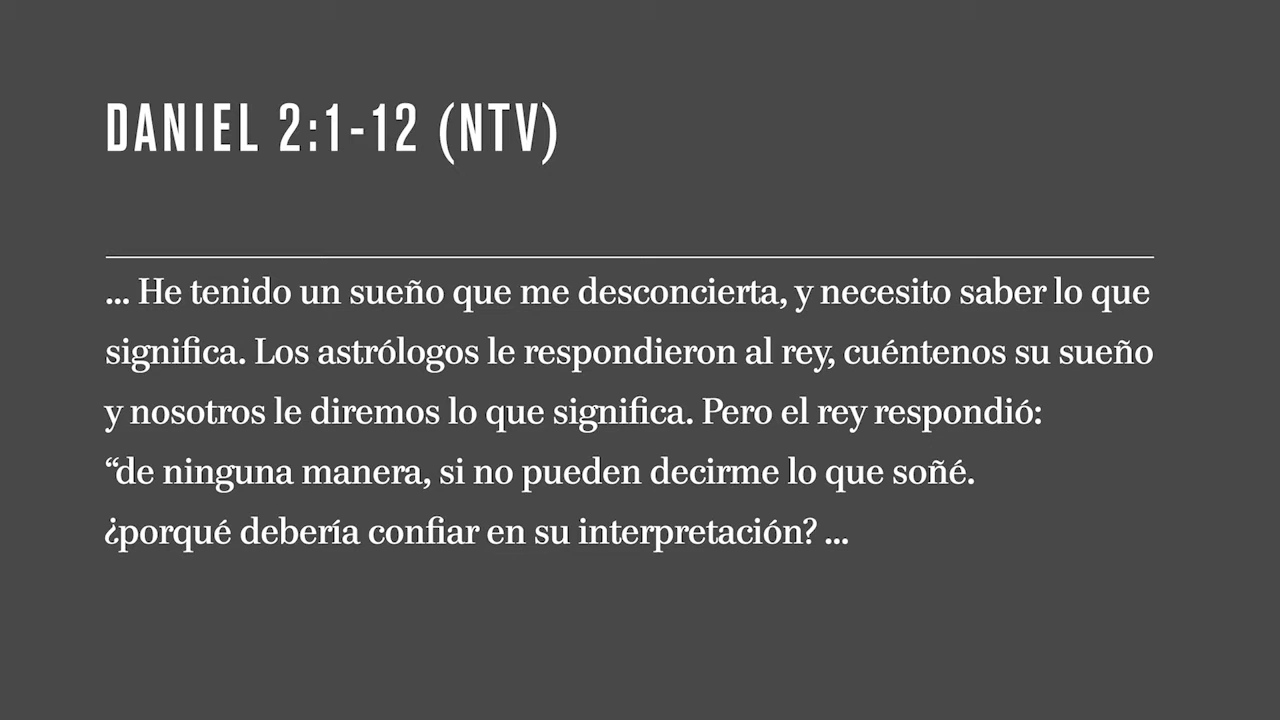 DANIEL 2:1-12 (NTV)
... He tenido un sueño que me desconcierta, y necesito saber lo que
significa. Los astrólogos le respondieron al rey, cuéntenos su sueño
y nosotros le diremos lo que significa. Pero el rey respondió:
“de ninguna manera, si no pueden decirme lo que soñé.
¿porqué debería confiar en su interpretación? ...